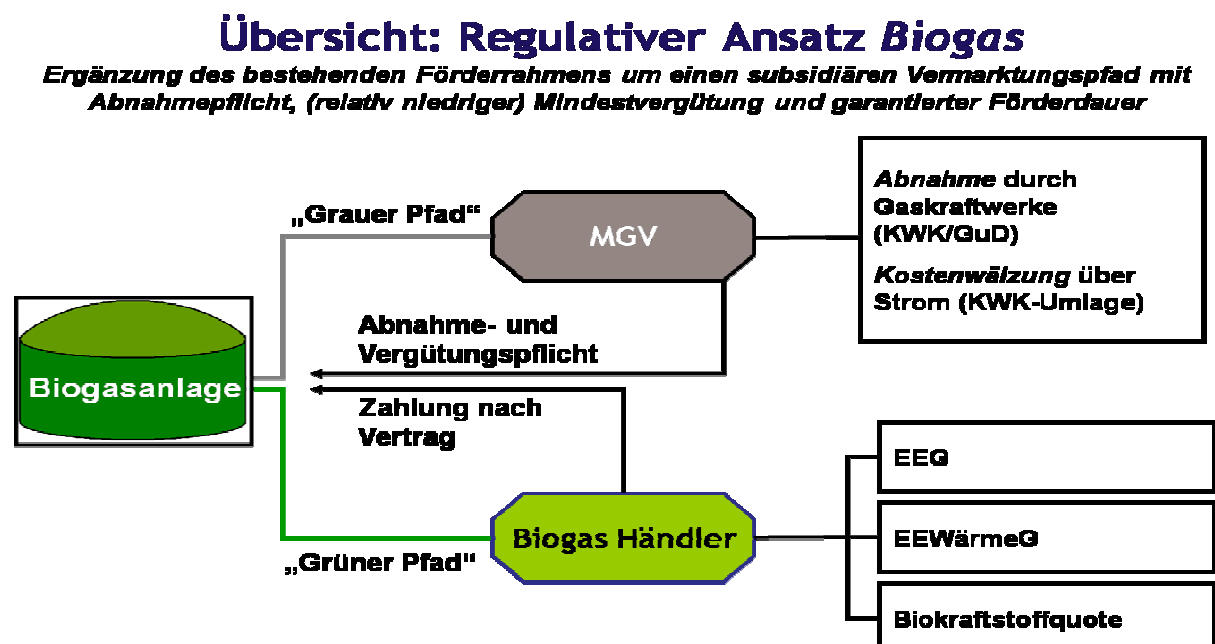 Übersicht: Regulativer Ansatz Biogas
Ergänzung des bestehenden Förderrahmens um einen subsidiären Vermarktungspfad mit
Abnahmepflicht, (relativ niedriger) Mindestvergütung und garantierter Förderdauer
„Grauer Pfad“
MGV
Abnahme durch
Gaskraftwerke
(KWK/GuD)
Kostenwälzung über
Strom (KWK-Umlage)
Abnahme- und
Vergütungspflicht
Biogasanlage
Zahlung nach
Vertrag
„Grüner Pfad“
Biogas Händler
EEG
EEWärmeG
Biokraftstoffquote